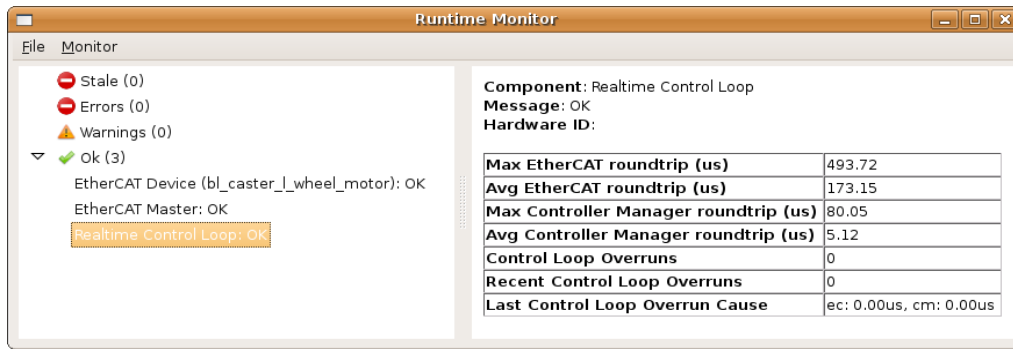 Runtime Monitor
File Monitor
Stale (0)
Errors (0)
Warnings (0)
Ok (3)
EtherCAT Device (bl_caster_l_wheel_motor): OK
EtherCAT Master: OK
Realtime Control Loop: OK
Component: Realtime Control Loop
Message: OK
Hardware ID:
Max EtherCAT roundtrip (us) 493.72
Avg EtherCAT roundtrip (us) 173.15
Max Controller Manager roundtrip (us) 80.05
Avg Controller Manager roundtrip (us) 5.12
Control Loop Overruns 0
Recent Control Loop Overruns 0
Last Control Loop Overrun Cause ec: 0.00us, cm: 0.00us